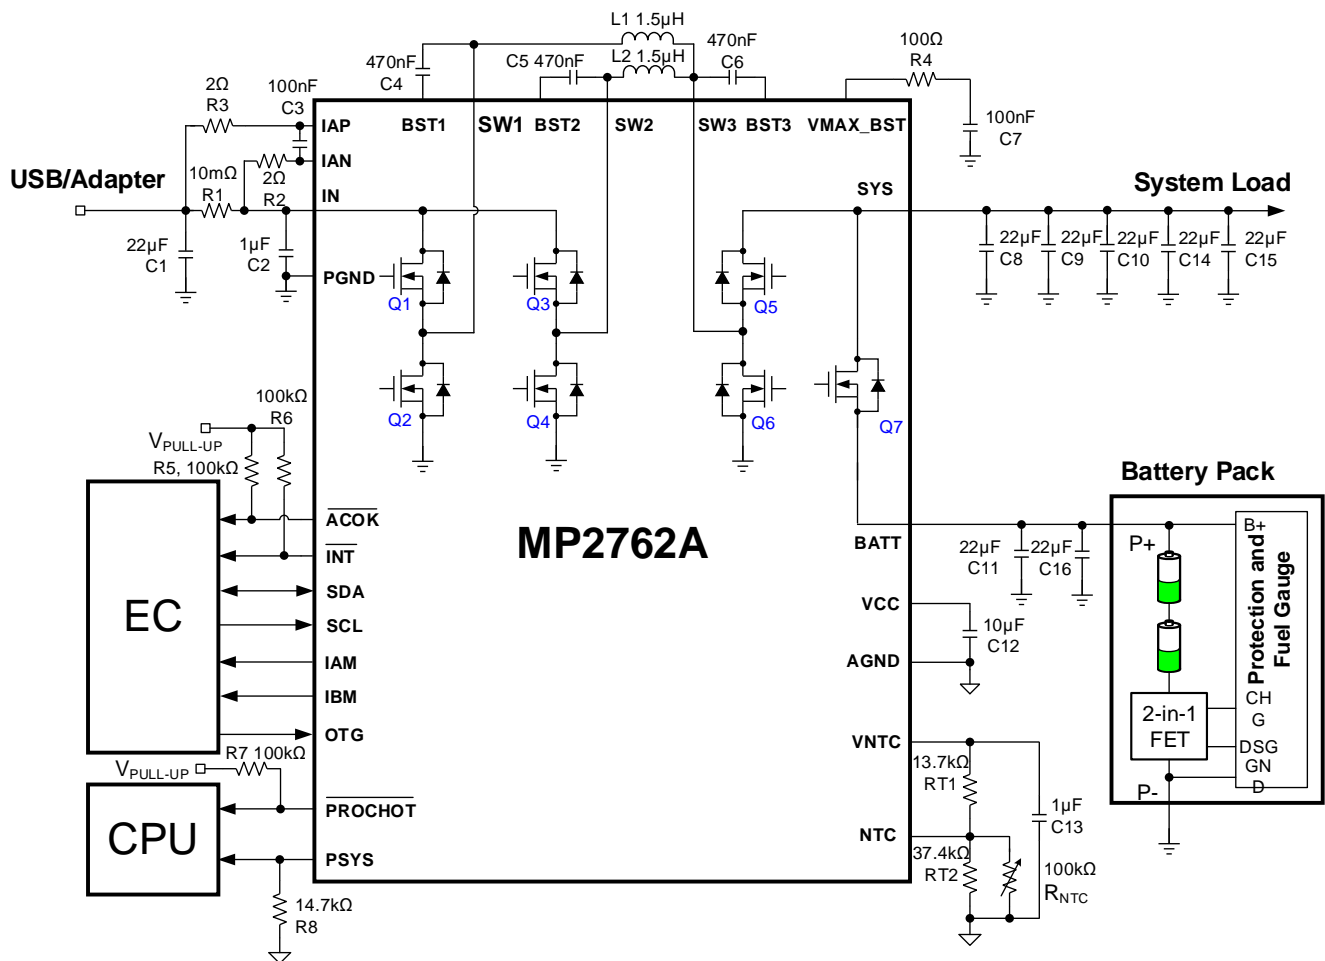 L1 1.5µH
470nF
C4
C5 470nF
L2 1.5µH
470nF
C6
100Ω
R4
2Ω
R3
100nF
C3
100nF
C7
BST1
SW1
BST2
SW2
SW3
BST3
VMAX_BST
IAP
IAN
IN
PGND
USB/Adapter
10mΩ
R1
2Ω
R2
22µF
C1
1µF
C2
SYS
System Load
22µF
C8
22µF
C9
22µF
C10
22µF
C14
22µF
C15
Q1
Q3
Q5
Q2
Q4
Q6
Q7
100kΩ
R6
VPULL-UP
R5, 100kΩ
EC
ACOK
INT
SDA
SCL
IAM
IBM
OTG
MP2762A
BATT
22µF
C11
22µF
C16
Battery Pack
B+
P+
Protection and
Fuel Gauge
2-in-1
FET
CH
G
DSG
GN
D
P-
VCC
10µF
C12
AGND
R7 100kΩ
VPULL-UP
CPU
PROCHOT
PSYS
14.7kΩ
R8
VNTC
13.7kΩ
RT1
1µF
C13
NTC
37.4kΩ
RT2
100kΩ
RNTC